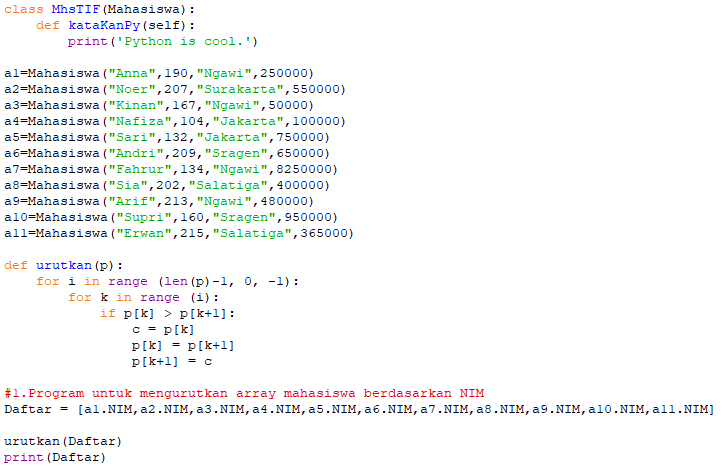 class MhsTIF(Mahasiswa):
    def kataKanPy(self):
        print('Python is cool.')

a1=Mahasiswa("Anna",190,"Ngawi",250000)
a2=Mahasiswa("Noer",207,"Surakarta",550000)
a3=Mahasiswa("Kinan",167,"Ngawi",50000)
a4=Mahasiswa("Nafiza",104,"Jakarta",100000)
a5=Mahasiswa("Sari",132,"Jakarta",750000)
a6=Mahasiswa("Andri",209,"Sragen",650000)
a7=Mahasiswa("Fahrur",134,"Ngawi",8250000)
a8=Mahasiswa("Sia",202,"Salatiga",400000)
a9=Mahasiswa("Arif",213,"Ngawi",480000)
a10=Mahasiswa("Supri",160,"Sragen",950000)
a11=Mahasiswa("Erwan",215,"Salatiga",365000)

def urutkan(p):
    for i in range (len(p)-1, 0, -1):
        for k in range (i):
            if p[k] > p[k+1]:
                c = p[k]
                p[k] = p[k+1]
                p[k+1] = c

#1.Program untuk mengurutkan array mahasiswa berdasarkan NIM
Daftar = [a1.NIM,a2.NIM,a3.NIM,a4.NIM,a5.NIM,a6.NIM,a7.NIM,a8.NIM,a9.NIM,a10.NIM,a11.NIM]

urutkan(Daftar)
print(Daftar)